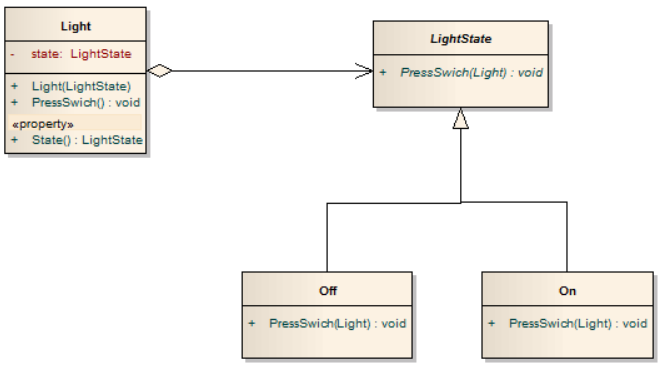 Light
- state: LightState
+ Light(LightState)
+ PressSwich() : void
«property»
+ State() : LightState
LightState
+ PressSwich(Light) : void
Off
+ PressSwich(Light) : void
On
+ PressSwich(Light) : void